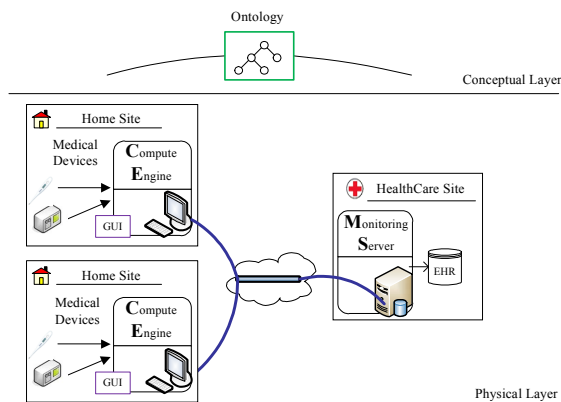 Ontology
Conceptual Layer
Home Site
Medical
Devices
Compute
Engine
GUI
HealthCare Site
Monitoring
Server
EHR
Home Site
Medical
Devices
Compute
Engine
GUI
Physical Layer